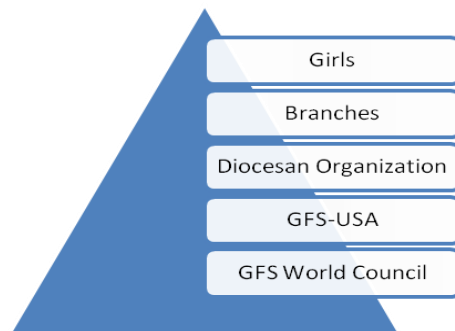 Girls
Branches
Diocesan Organization
GFS-USA
GFS World Council